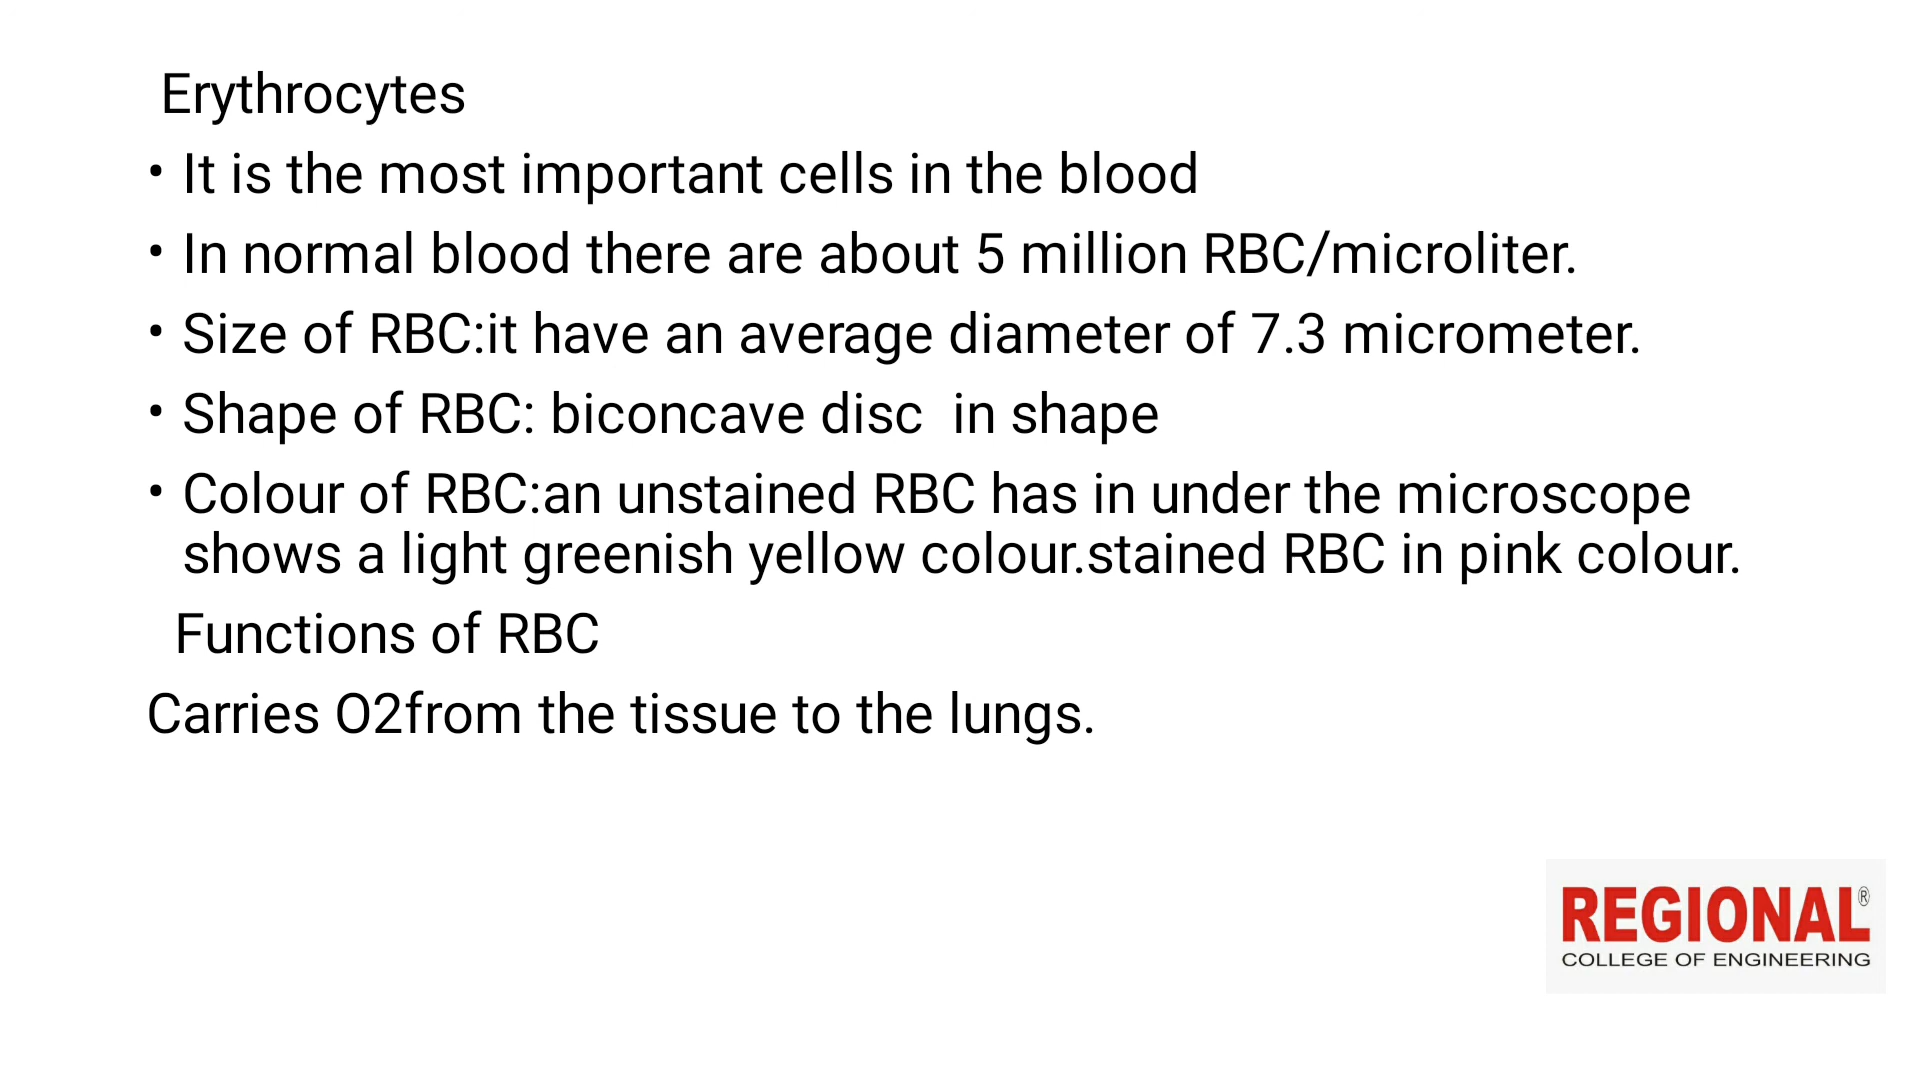 Erythrocytes
• It is the most important cells in the blood
• In normal blood there are about 5 million RBC/microliter.
• Size of RBC:it have an average diameter of 7.3 micrometer.
• Shape of RBC: biconcave disc  in shape
• Colour of RBC:an unstained RBC has in under the microscope
shows a light greenish yellow colour.stained RBC in pink colour.
Functions of RBC
Carries O2from the tissue to the lungs.
REGIONAL®
COLLEGE OF ENGINEERING